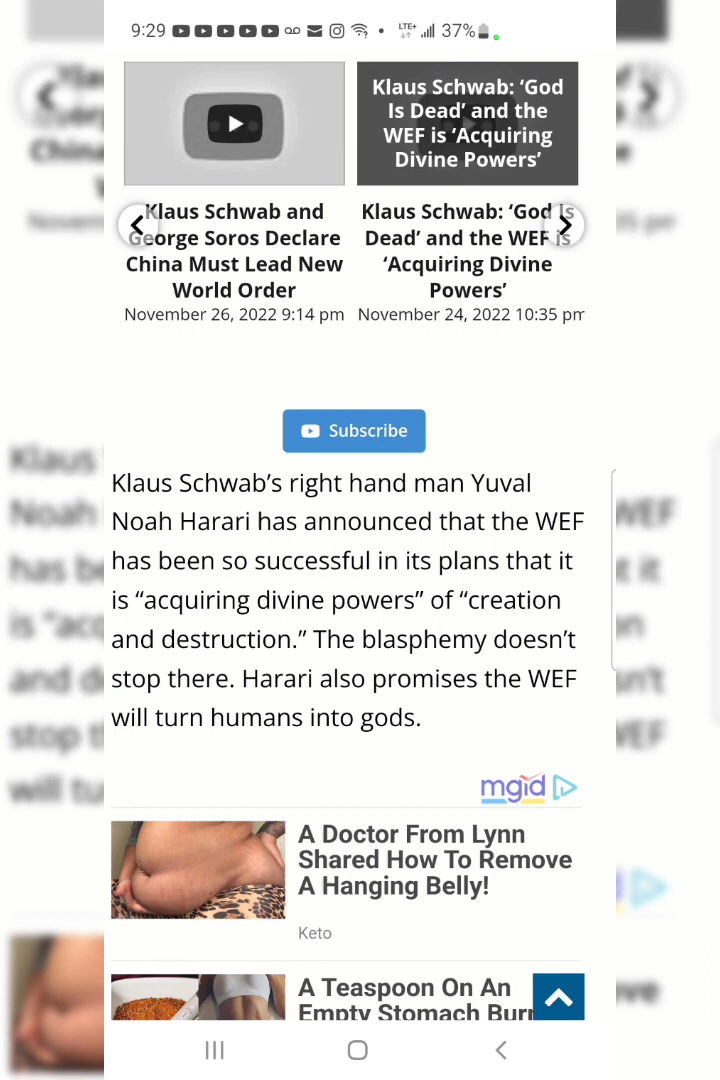 9:29 LTE+ 37%
Klaus Schwab: ‘God
Is Dead’ and the
WEF is ‘Acquiring
Divine Powers’
Klaus Schwab and
George Soros Declare
China Must Lead New
World Order
November 26, 2022 9:14 pm
Klaus Schwab: ‘God Is
Dead’ and the WEF is
‘Acquiring Divine
Powers’
November 24, 2022 10:35 pm
Subscribe
Klaus Schwab’s right hand man Yuval
Noah Harari has announced that the WEF
has been so successful in its plans that it
is “acquiring divine powers” of “creation
and destruction.” The blasphemy doesn’t
stop there. Harari also promises the WEF
will turn humans into gods.
mgid
A Doctor From Lynn
Shared How To Remove
A Hanging Belly!
Keto
A Teaspoon On An
Empty Stomach Burn